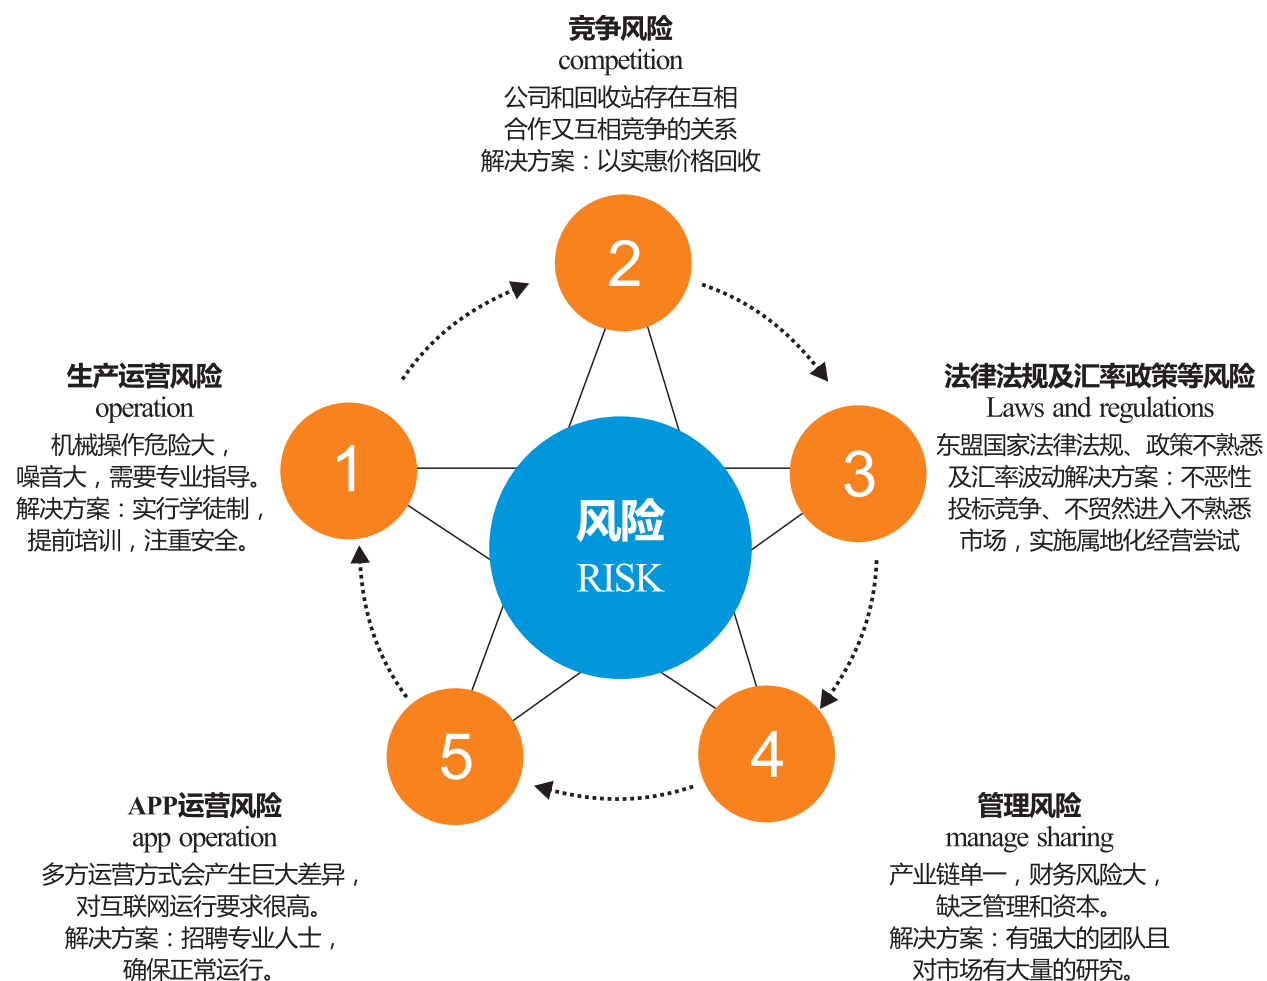 竞争风险
competition
公司和回收站存在互相
合作又互相竞争的关系
解决方案：以实惠价格回收
2
生产运营风险
operation
机械操作危险大，
噪音大，需要专业指导。
解决方案：实行学徒制，
提前培训，注重安全。
1
法律法规及汇率政策等风险
Laws and regulations
东盟国家法律法规、政策不熟悉
及汇率波动解决方案：不恶性
投标竞争、不贸然进入不熟悉
市场，实施属地化经营尝试
3
风险
RISK
5
4
APP运营风险
app operation
多方运营方式会产生巨大差异，
对互联网运行要求很高。
解决方案：招聘专业人士，
确保正常运行。
管理风险
manage sharing
产业链单一，财务风险大，
缺乏管理和资本。
解决方案：有强大的团队且
对市场有大量的研究。